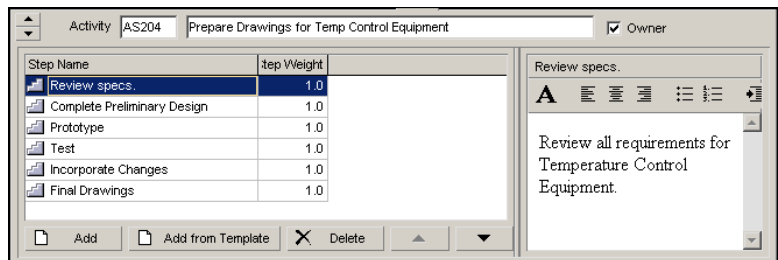 Activity AS204 Prepare Drawings for Temp Control Equipment Owner
Step Name tep Weight
Review specs. 1.0
Complete Preliminary Design 1.0
Prototype 1.0
Test 1.0
Incorporate Changes 1.0
Final Drawings 1.0
Add Add from Template Delete
Review specs.
A
Review all requirements for
Temperature Control
Equipment.